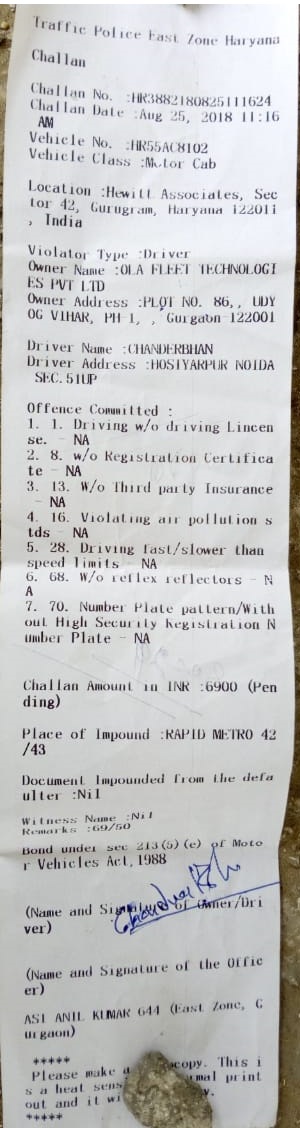 Traffic Police East Zone Haryana
Challan
Challan No. :HR3882180825111624
Challan Date :Aug 25, 2018 11:16
AM
Vehicle No. :HR55AC8102
Vehicle Class :Motor Cab
Location :Hewitt Associates, Sec
tor 42, Gurugram, Haryana 122011
, India
Violator Type :Driver
Owner Name :OLA FLEET TECHNOLOGI
ES PVT LTD
Owner Address :PLOT NO. 86,, UDY
OG VIHAR, PH-1, , Gurgaon-122001
Driver Name :CHANDERBHAN
Driver Address :HOSIYARPUR NOIDA
SEC.51UP
Offence Committed :
1. 1. Driving w/o driving Lincen
se. - NA
2. 8. w/o Registration Certifica
te - NA
3. 13. W/o Third party Insurance
- NA
4. 16. Violating air pollution s
tds - NA
5. 28. Driving fast/slower than
speed limits - NA
6. 68. W/o reflex reflectors - N
A
7. 70. Number Plate pattern/With
out High Security Registration N
umber Plate - NA
Challan Amount in INR :6900 (Pen
ding)
Place of Impound :RAPID METRO 42
/43
Document Impounded from the defa
ulter :Nil
Witness Name :Nil
Remarks :69/50
Bond under sec 213(5)(e) of Moto
r Vehicles Act,1988
(Name and Signature of Owner/Dri
ver)
(Name and Signature of the Offic
er)
ASI ANIL KUMAR 644 (East Zone, G
urgaon)
*****
Please make a copy. This i
s a heat print
out and it
*****